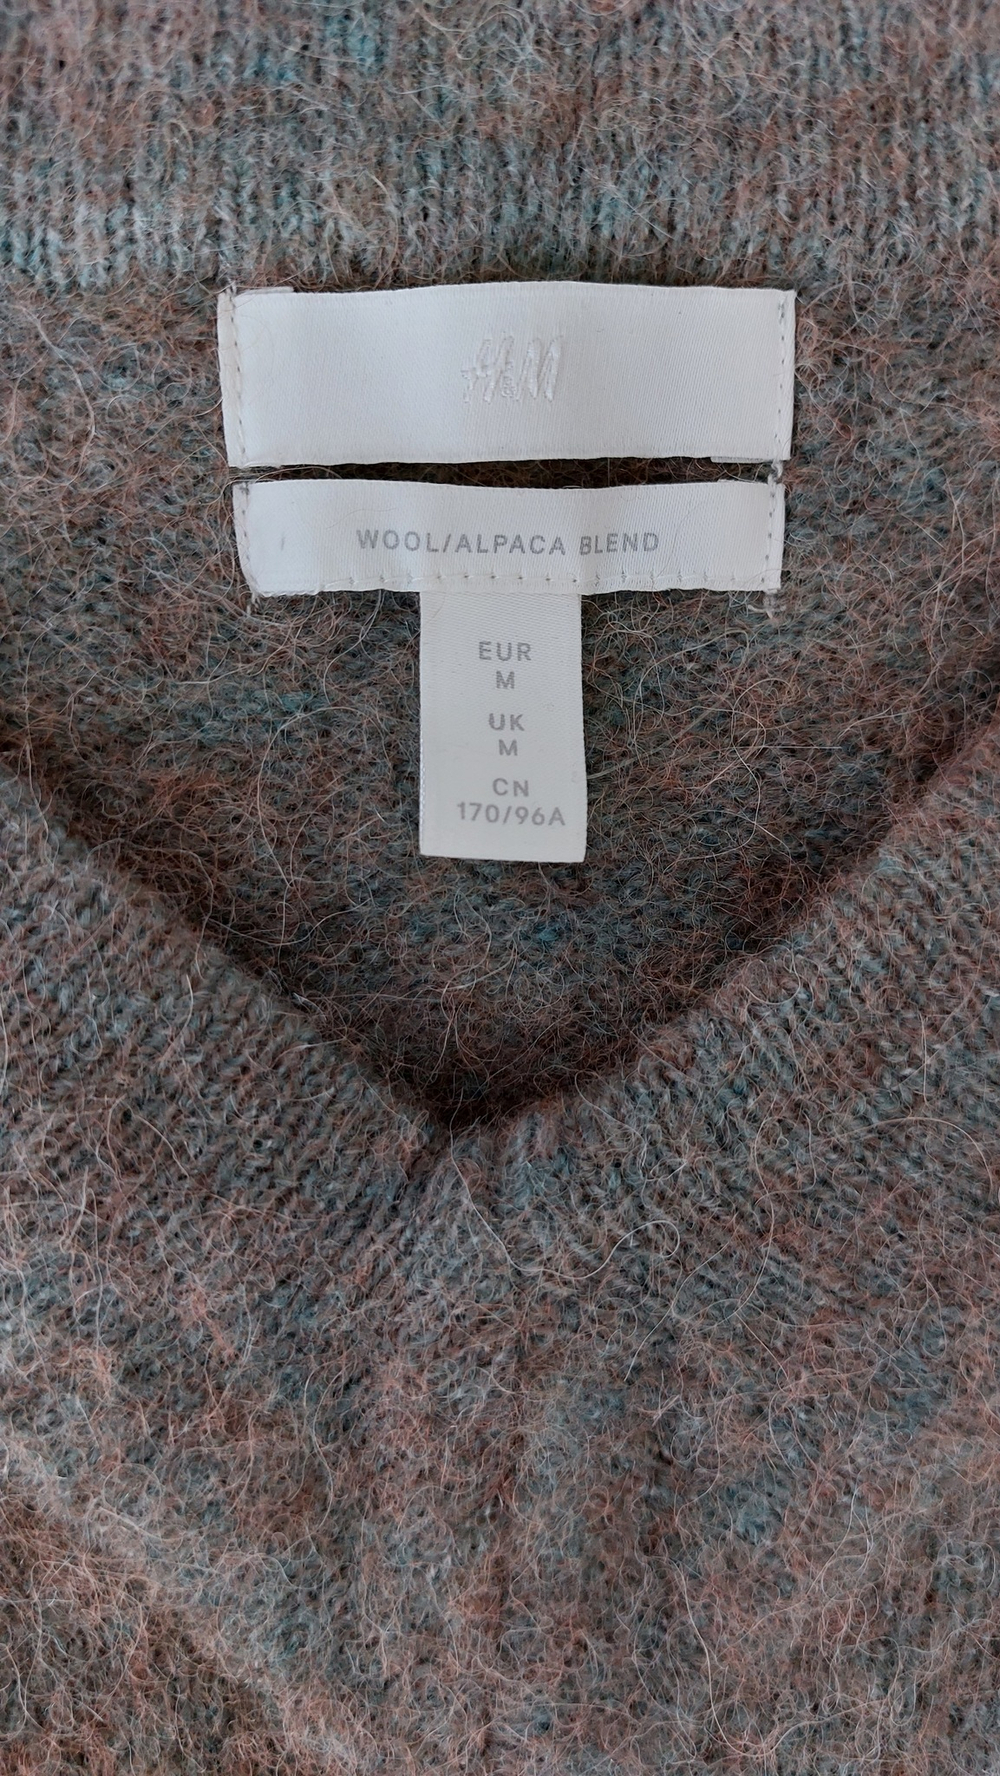 H&M
WOOL/ALPACA BLEND
EUR
M
UK
M
CN
170/96A